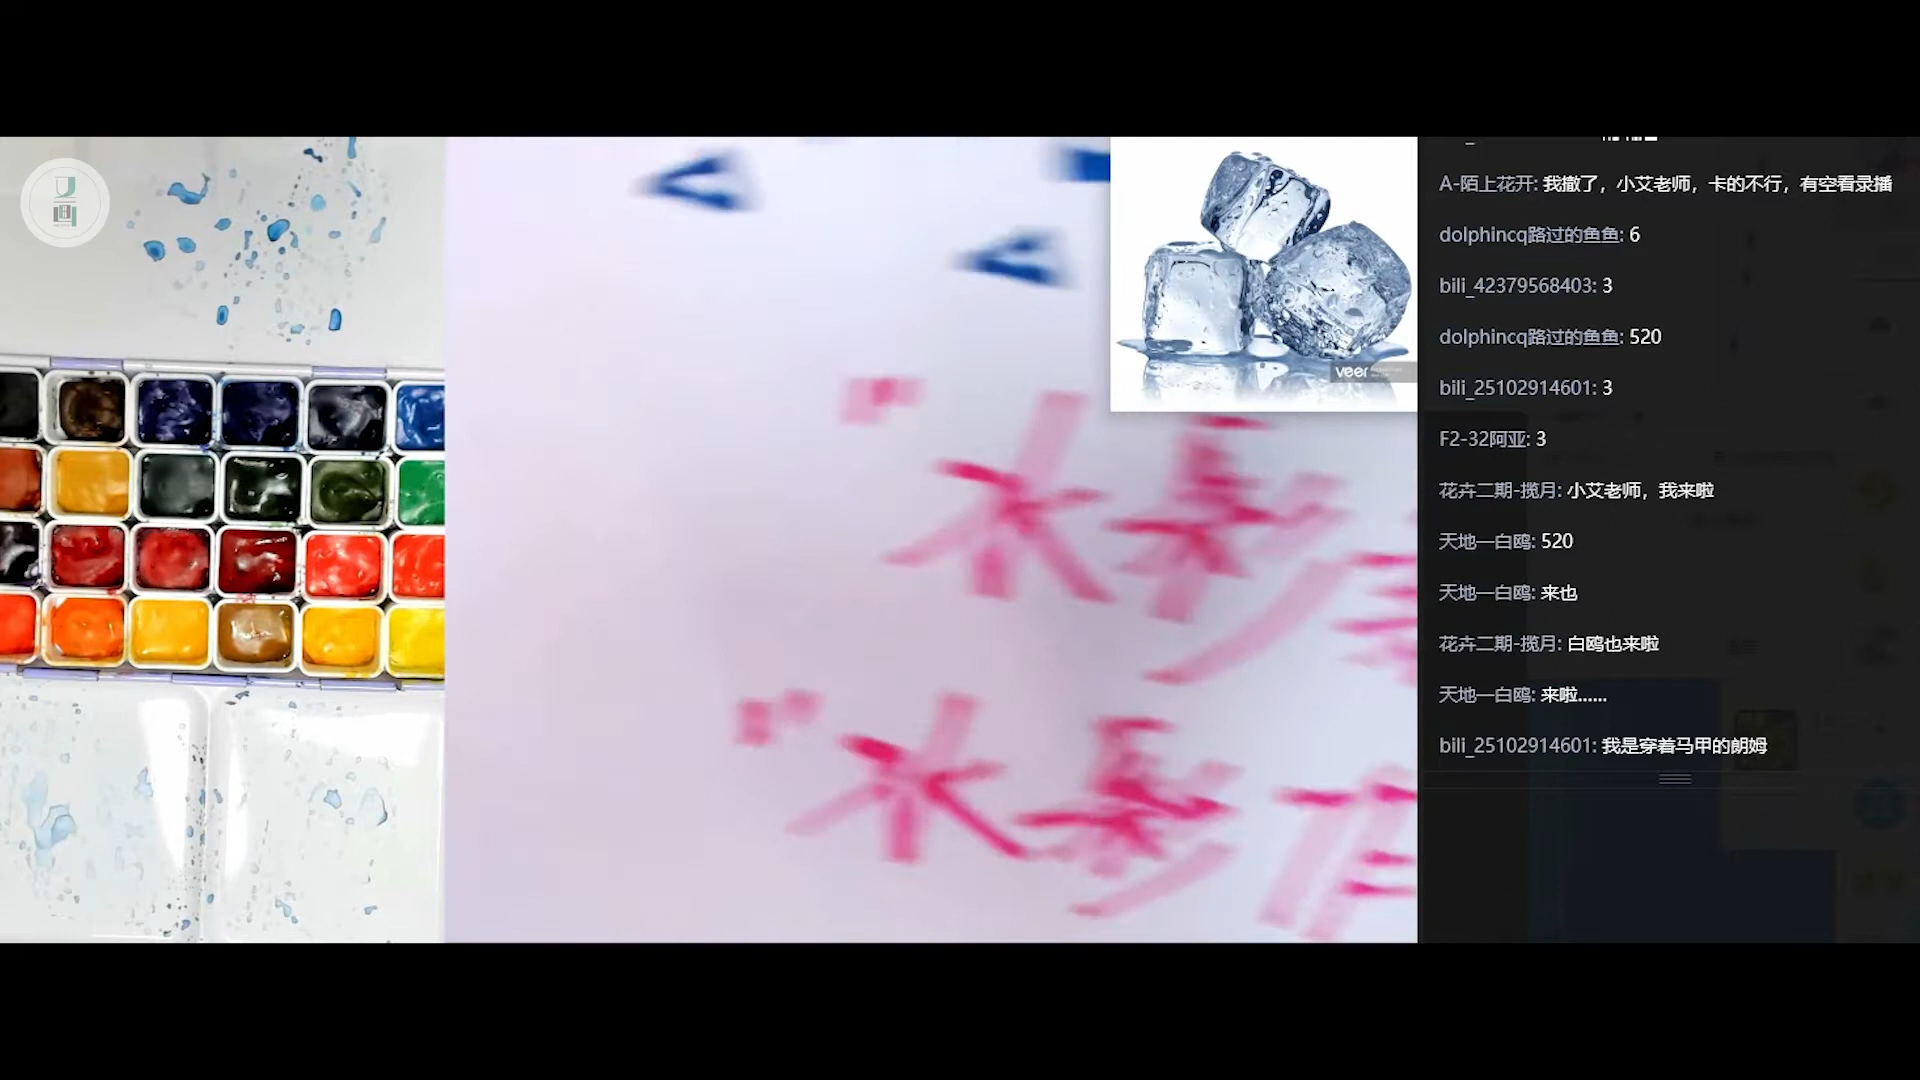 水彩
水彩
veer
A-陌上花开: 我撤了，小艾老师，卡的不行，有空看录播
dolphincq路过的鱼鱼: 6
bili_42379568403: 3
dolphincq路过的鱼鱼: 520
bili_25102914601: 3
F2-32阿亚: 3
花卉二期-揽月: 小艾老师，我来啦
天地一白鸥: 520
天地一白鸥: 来也
花卉二期-揽月: 白鸥也来啦
天地一白鸥: 来啦......
bili_25102914601: 我是穿着马甲的朗姆